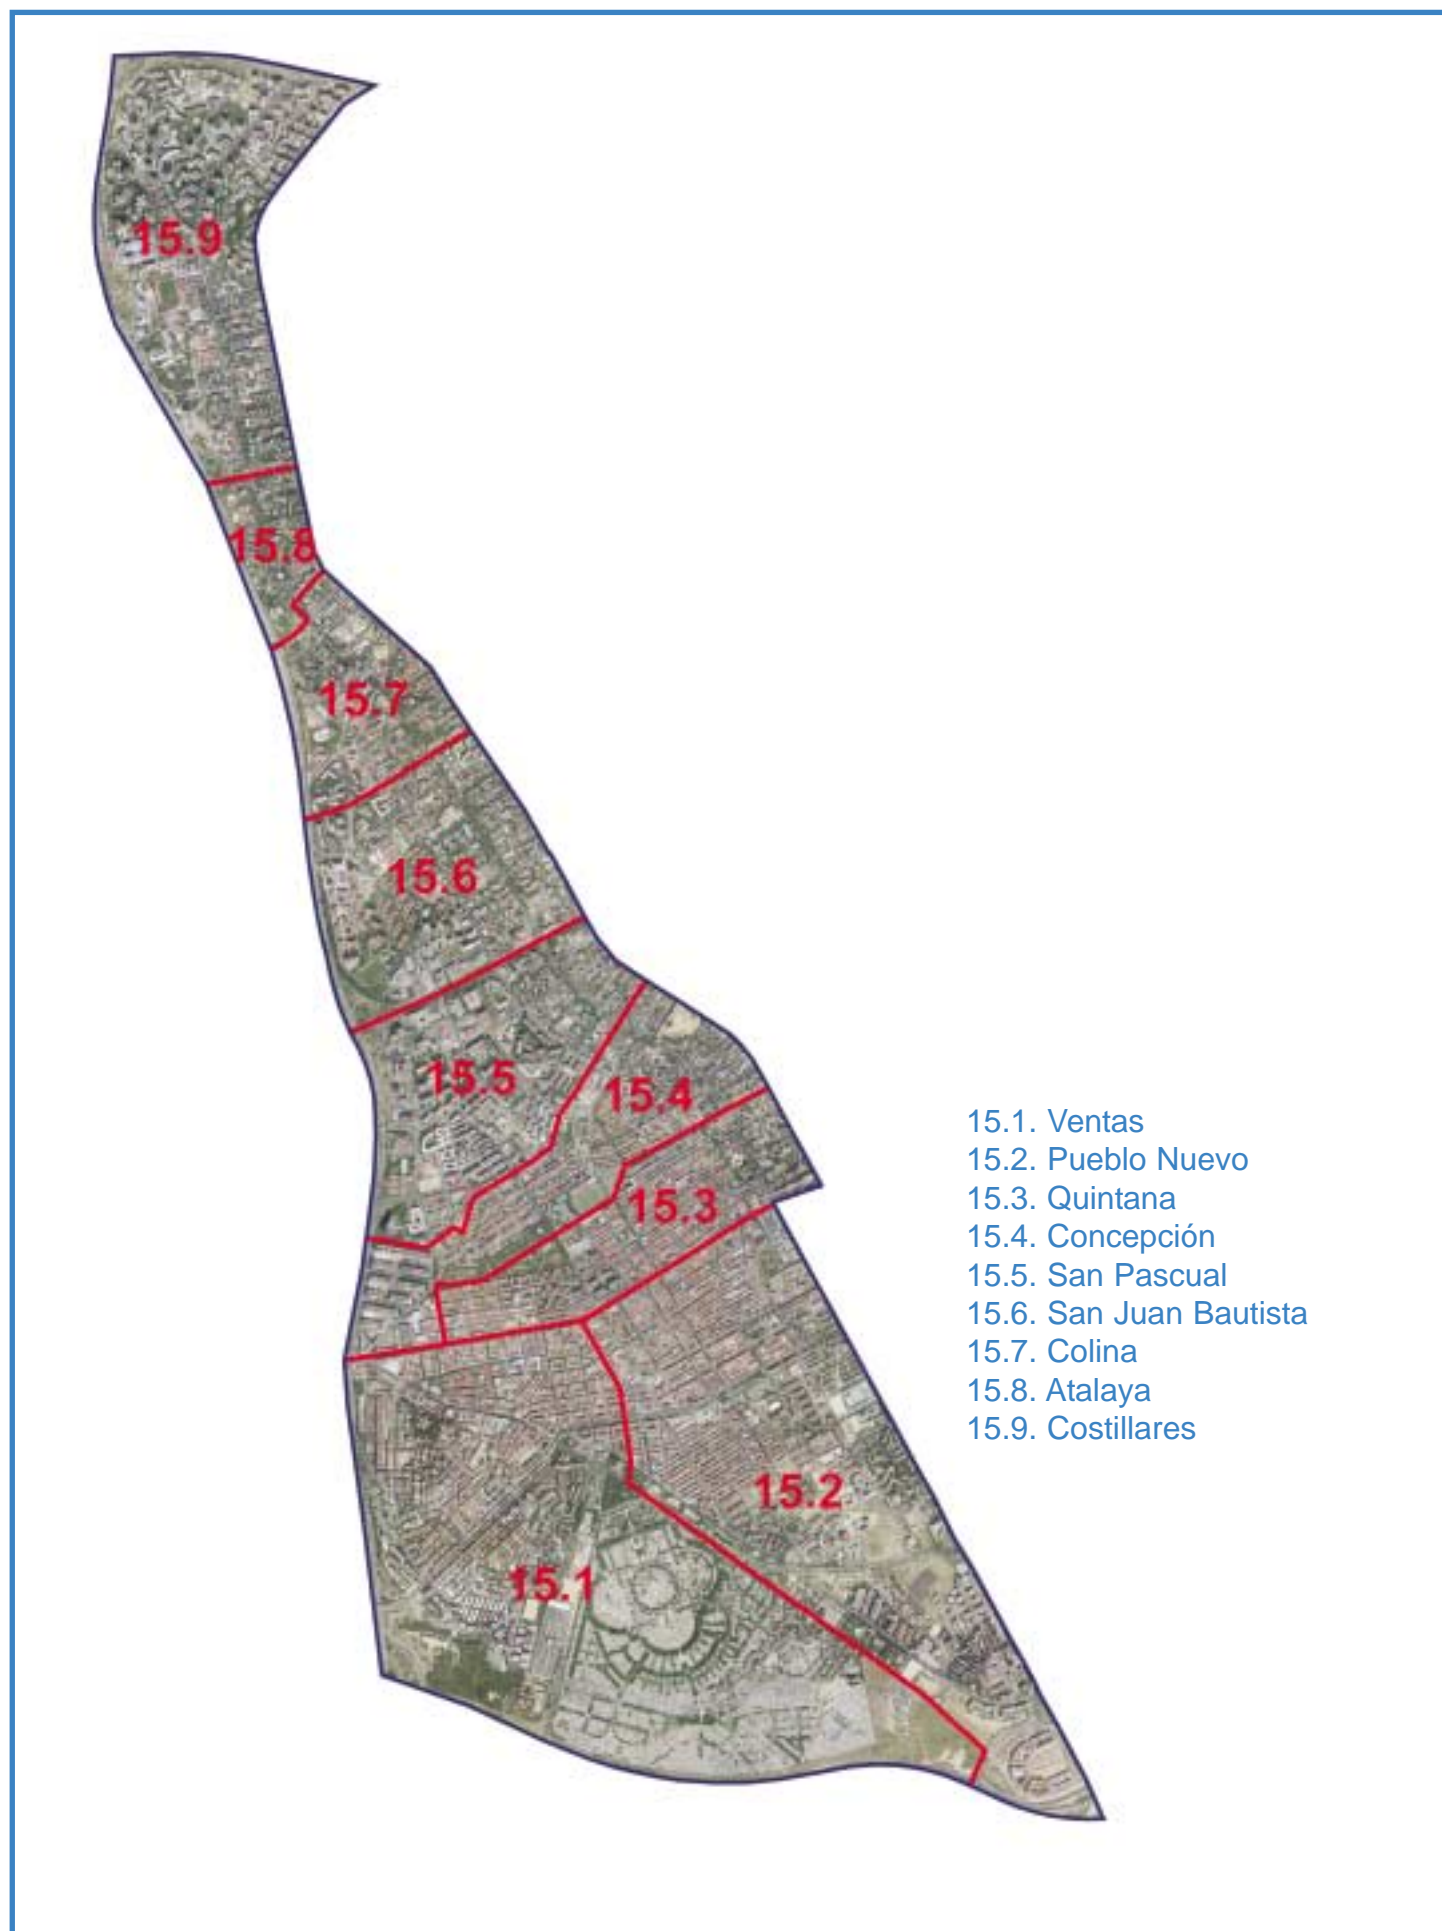 15.9
15.8
15.7
15.6
15.5
15.4
15.3
15.2
15.1
15.1. Ventas
15.2. Pueblo Nuevo
15.3. Quintana
15.4. Concepción
15.5. San Pascual
15.6. San Juan Bautista
15.7. Colina
15.8. Atalaya
15.9. Costillares